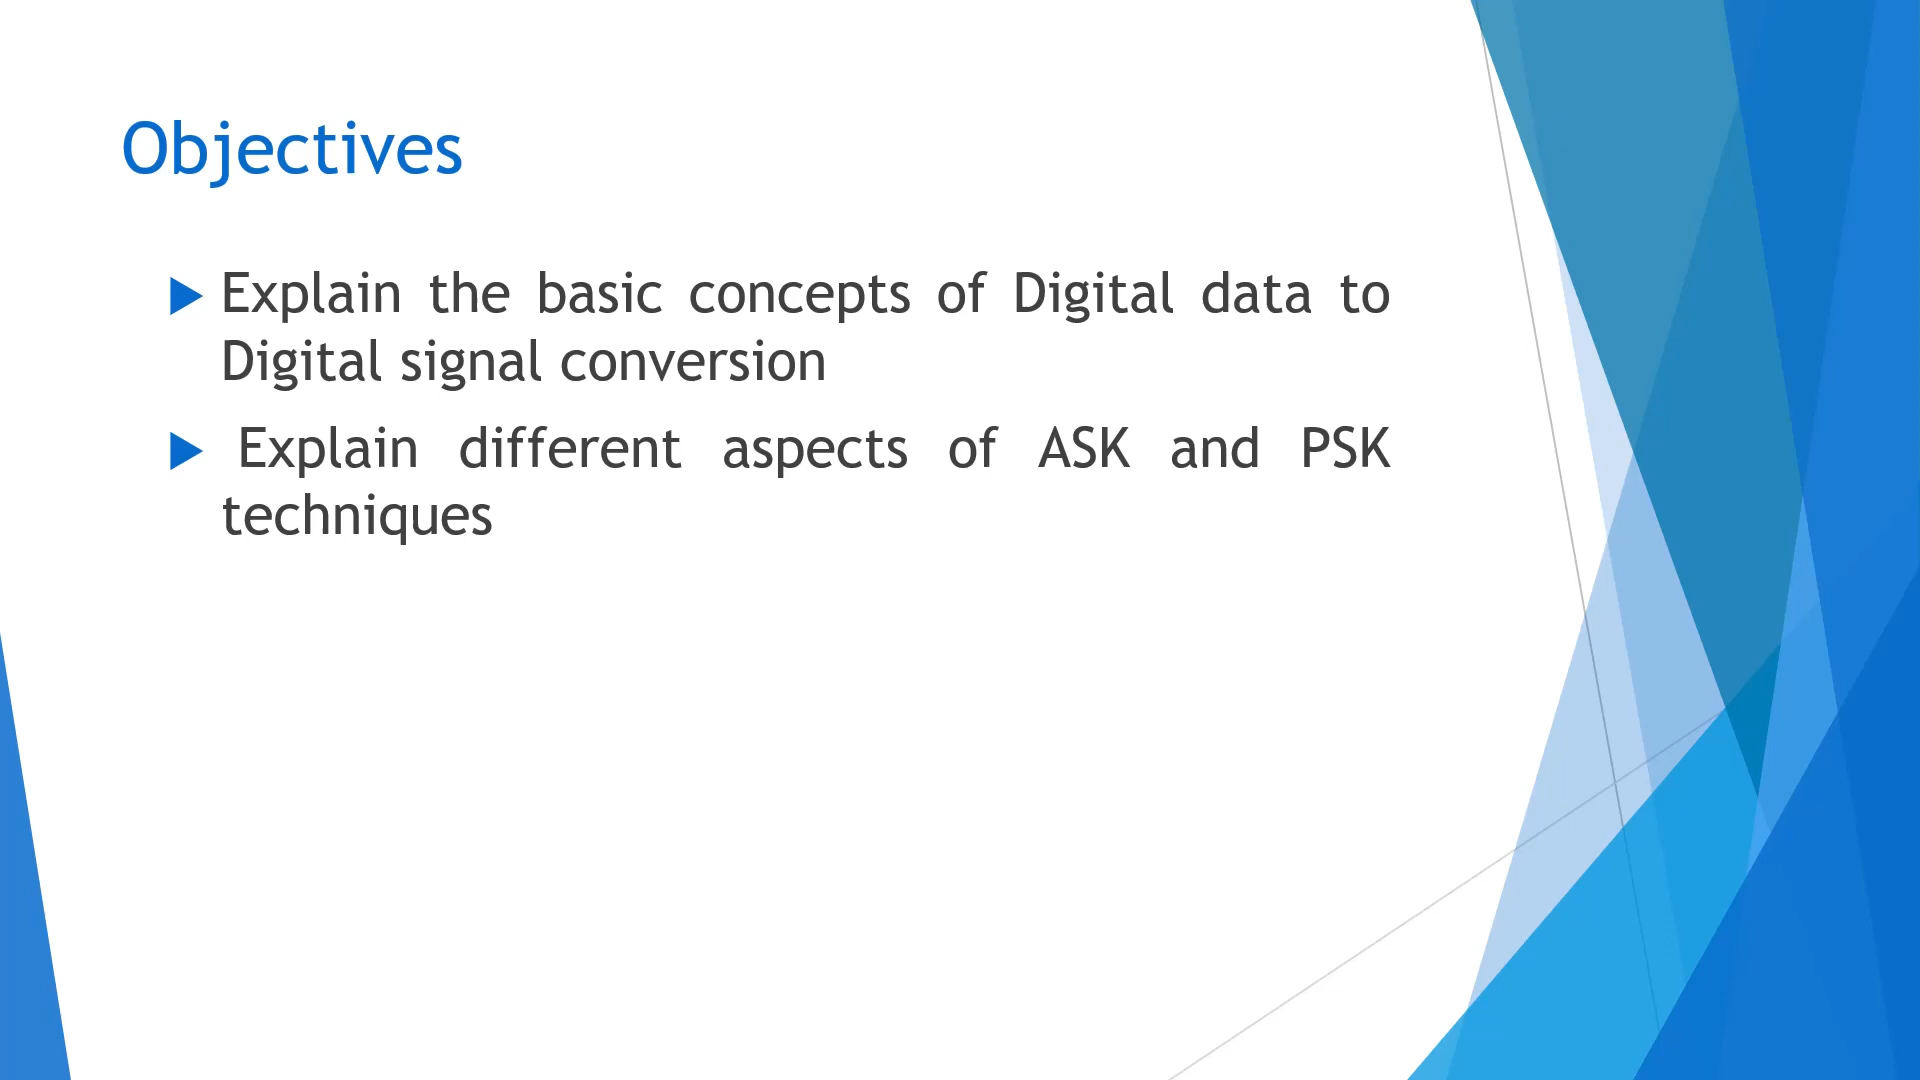 Objectives
Explain the basic concepts of Digital data to
Digital signal conversion
Explain different aspects of ASK and PSK
techniques